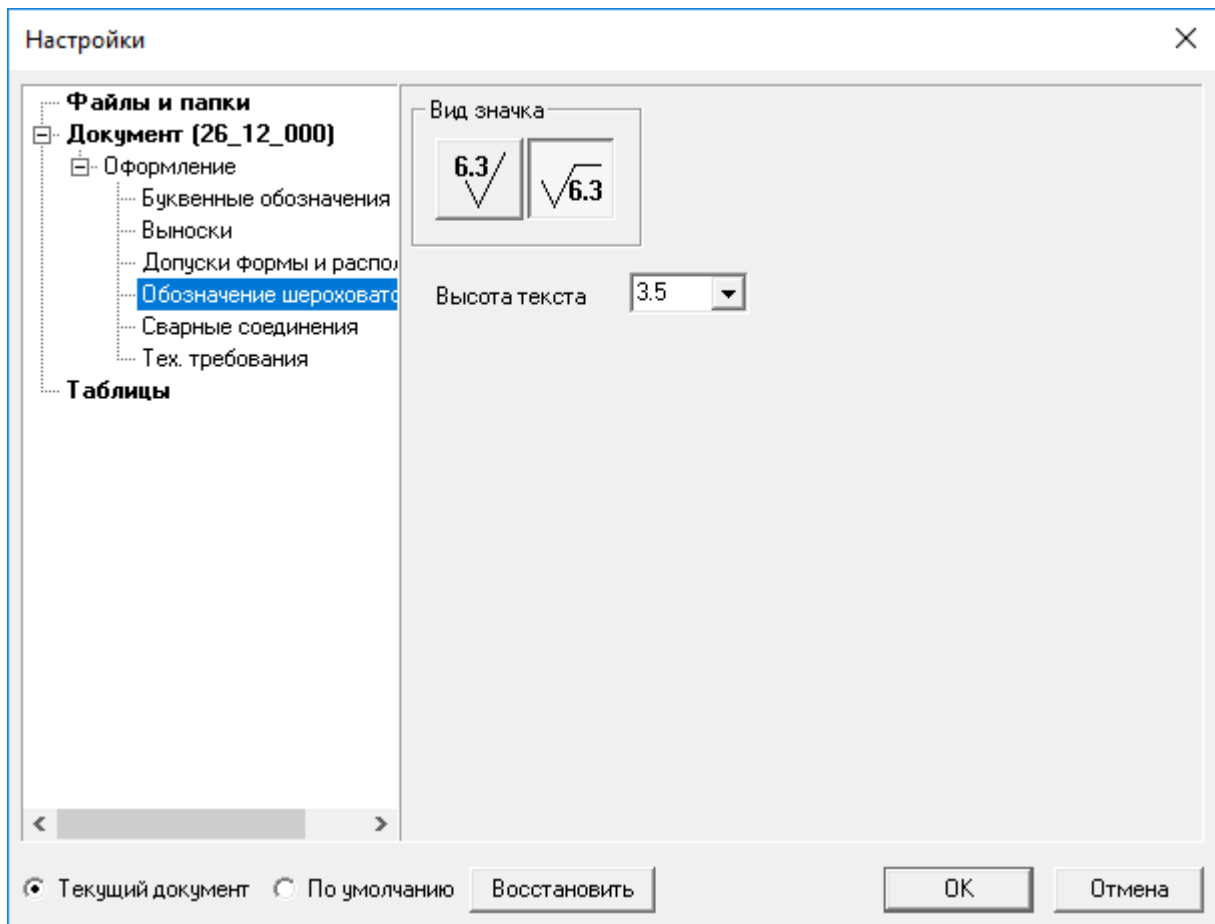 Настройки
Файлы и папки
Документ (26_12_000)
Оформление
Буквенные обозначения
Выноски
Допуски формы и распол
Обозначение шероховато
Сварные соединения
Тех. требования
Таблицы
Вид значка
6.3 6.3
Высота текста 3.5
Текущий документ По умолчанию Восстановить OK Отмена